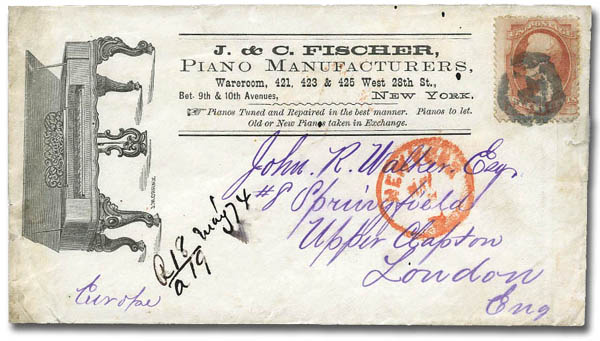 J. & C. FISCHER,
PIANO MANUFACTURERS,
Wareroom, 421, 423 & 425 West 28th St.,
Bet. 9th & 10th Avenues, NEW YORK.
Pianos Tuned and Repaired in the best manner. Pianos to let.
Old or New Pianos taken in Exchange.
John. R. Walker. Esq.
#8 Springfield
Upper Clapton
London
Eng
Europe
R 18 May 74
a 19
NEW